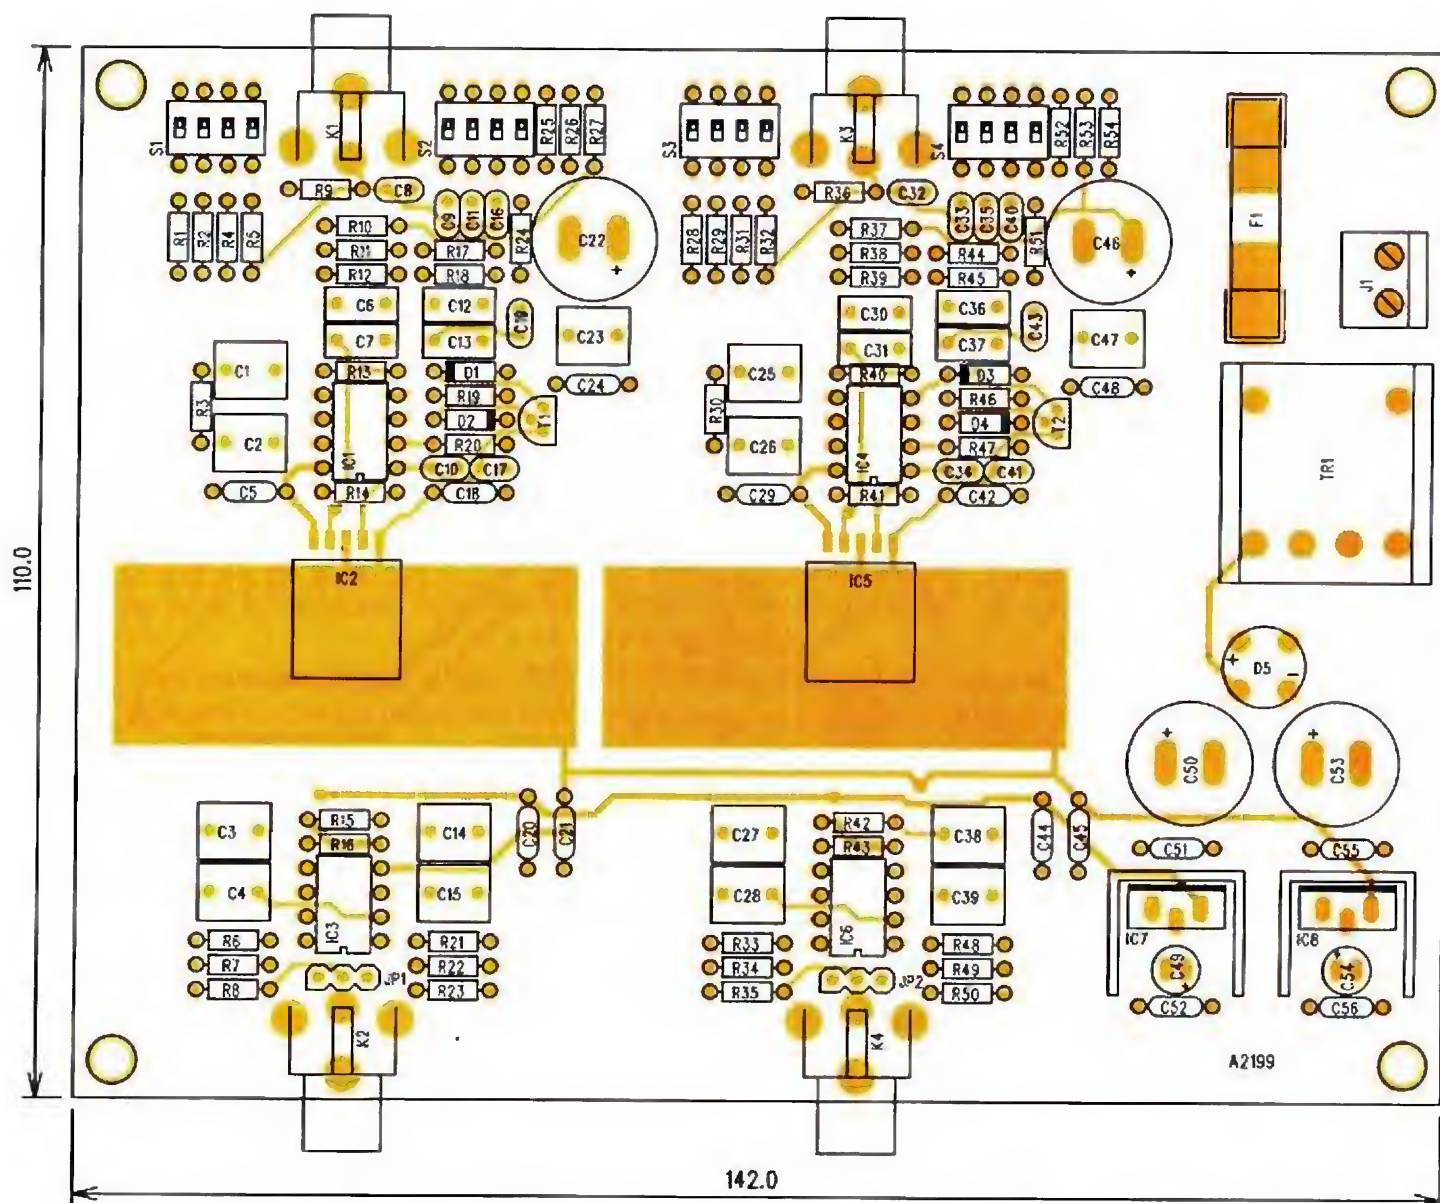 K1
K3
S1
S2
R25
R26
R27
S3
S4
R52
R53
R54
R9
C8
R36
C32
F1
R1
R2
R4
R5
R10
R11
R12
C9
C11
C16
R17
R18
R24
C22
+
R28
R29
R31
R32
R37
R38
R39
C33
C35
C40
R44
R45
R51
C46
+
J1
C6
C7
C12
C13
C19
C23
C30
C31
C36
C37
C43
C47
C1
R3
C2
R13
IC1
R14
D1
R19
D2
R20
T1
C24
C10
C17
C18
C5
C25
R30
C26
R40
IC4
R41
D3
R46
D4
R47
T2
C48
C34
C41
C42
C29
TR1
110.0
IC2
IC5
+
D5
-
+
C50
+
C53
C3
C4
R15
R16
IC3
C14
C15
C20
C21
C27
C28
R42
R43
IC6
C38
C39
C44
C45
C51
C55
R6
R7
R8
R21
R22
R23
JP1
R33
R34
R35
R48
R49
R50
JP2
IC7
C49
+
C52
IC8
+
C54
C56
K2
K4
A2199
142.0